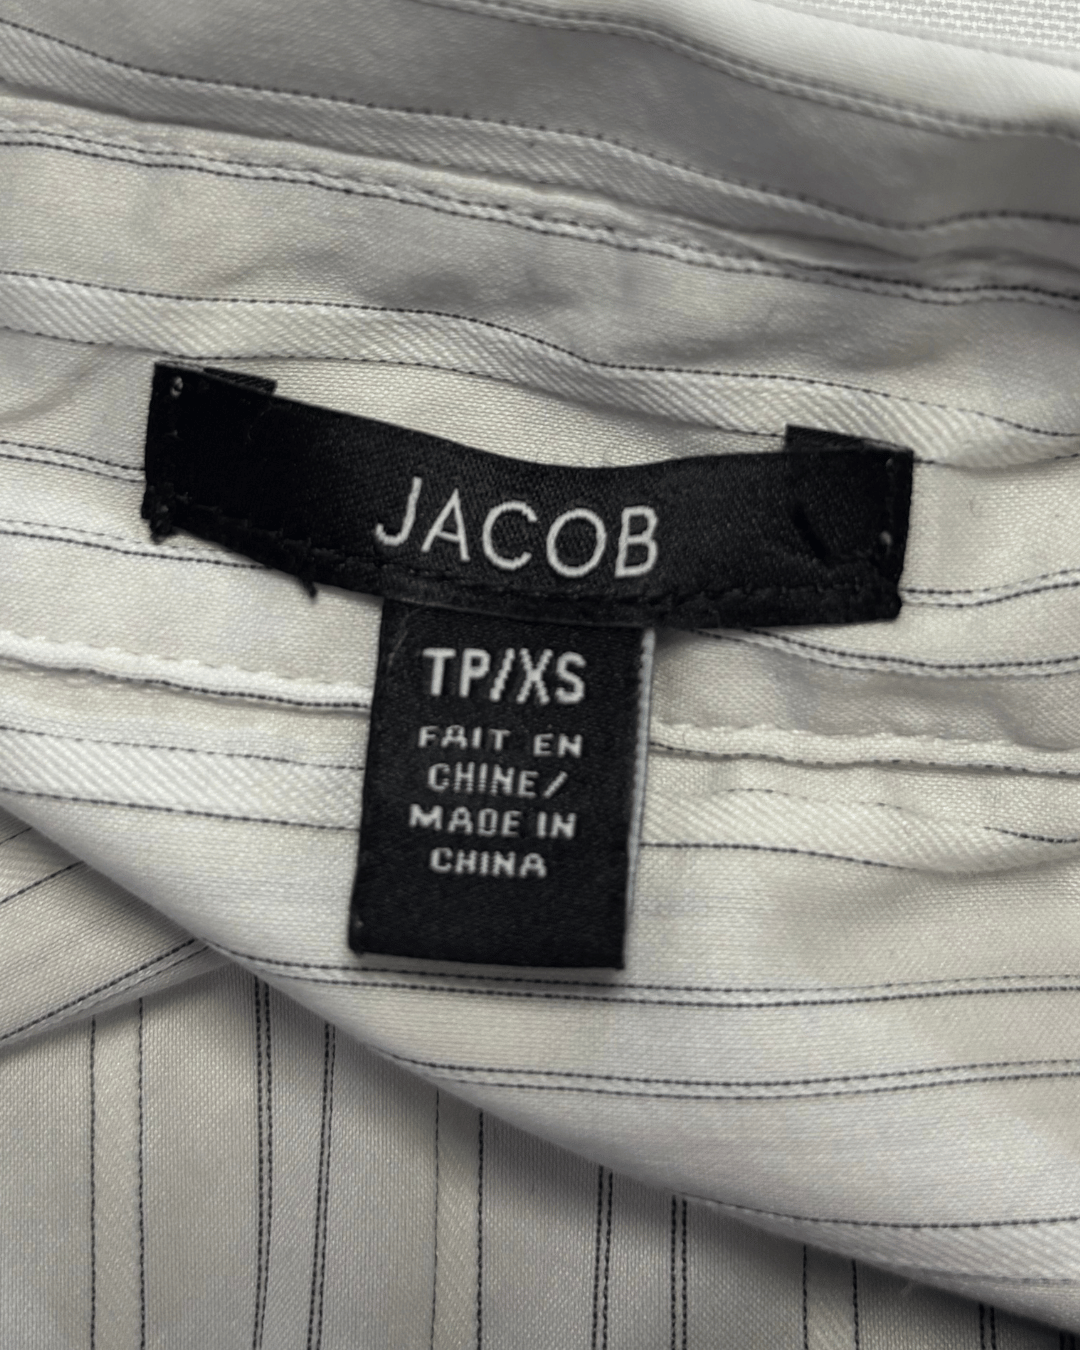 JACOB
TP/XS
FAIT EN
CHINE/
MADE IN
CHINA